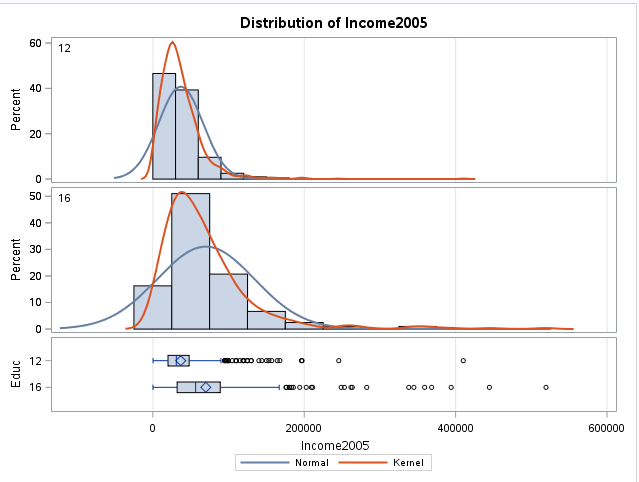 Distribution of Income2005
12
Percent
60
40
20
0
16
Percent
50
40
30
20
10
0
Educ
12
16
0 200000 400000 600000
Income2005
Normal Kernel